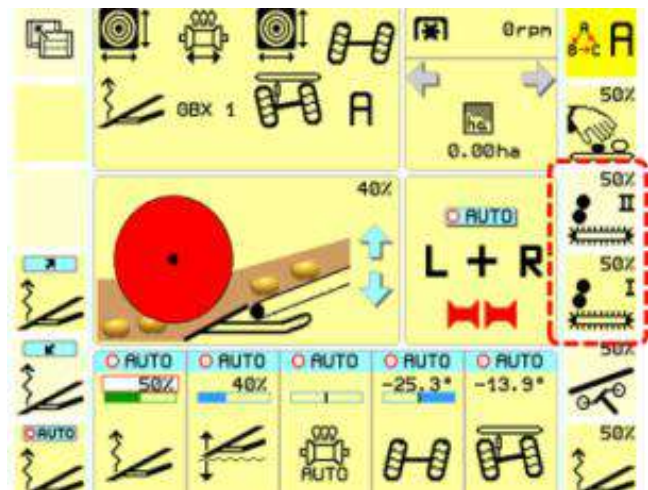 0rpm
A
B→C
A
GBX 1
A
50%
ha
0.00ha
50%
II
40%
AUTO
L + R
50%
I
50%
AUTO
AUTO
AUTO
AUTO
AUTO
50%
40%
-25.3°
-13.9°
AUTO
50%
AUTO